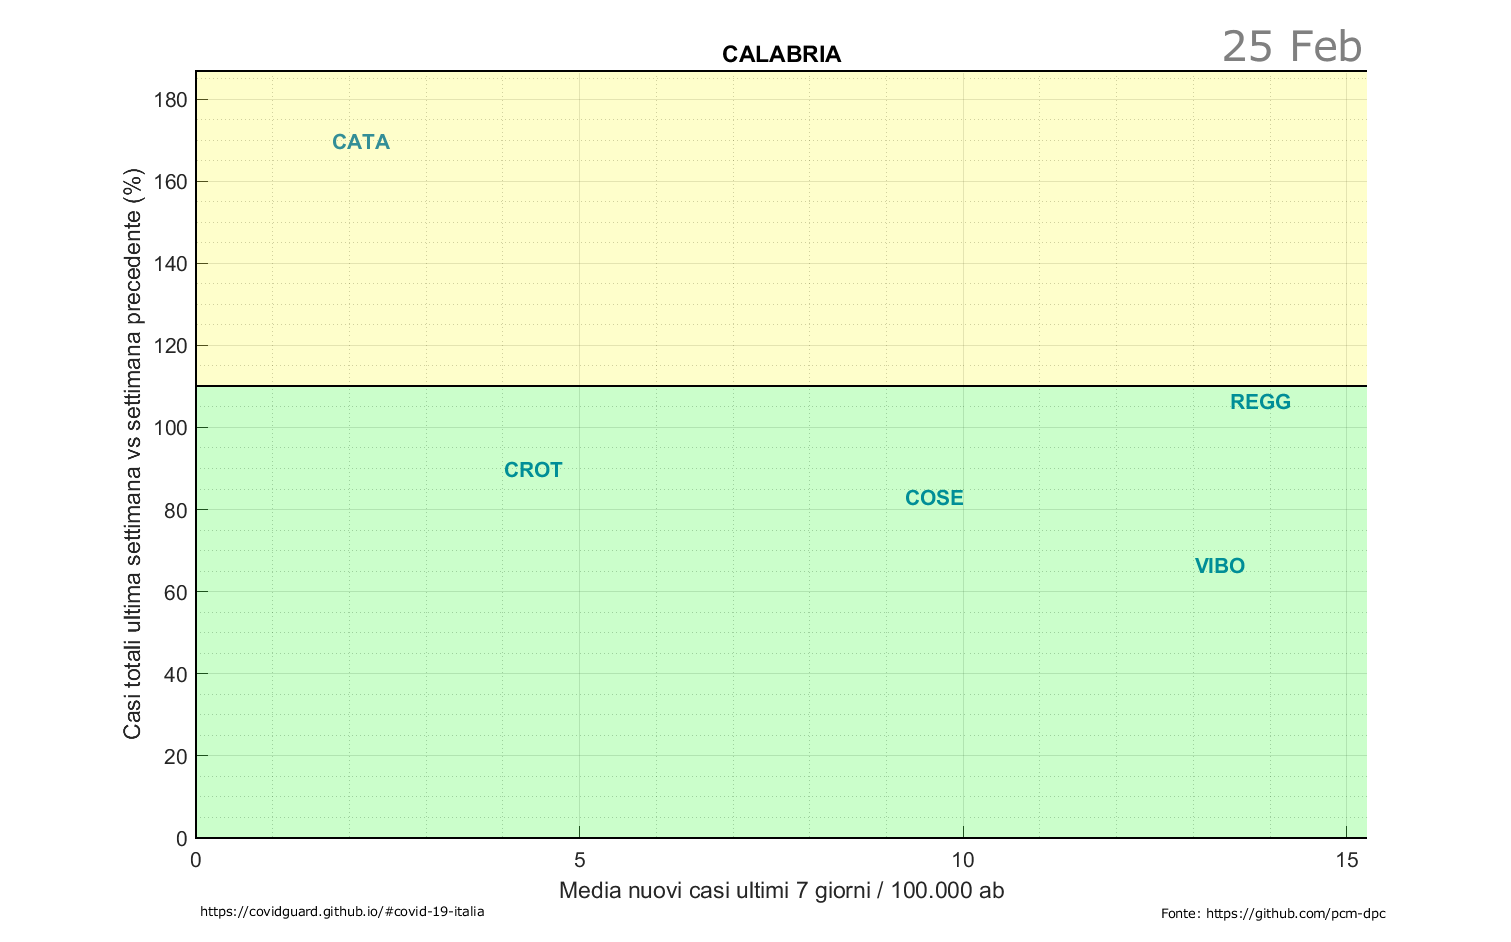 CALABRIA
25 Feb
Casi totali ultima settimana vs settimana precedente (%)
180
160
140
120
100
80
60
40
20
0
CATA
REGG
CROT
COSE
VIBO
0 5 10 15
Media nuovi casi ultimi 7 giorni / 100.000 ab
https://covidguard.github.io/#covid-19-italia
Fonte: https://github.com/pcm-dpc